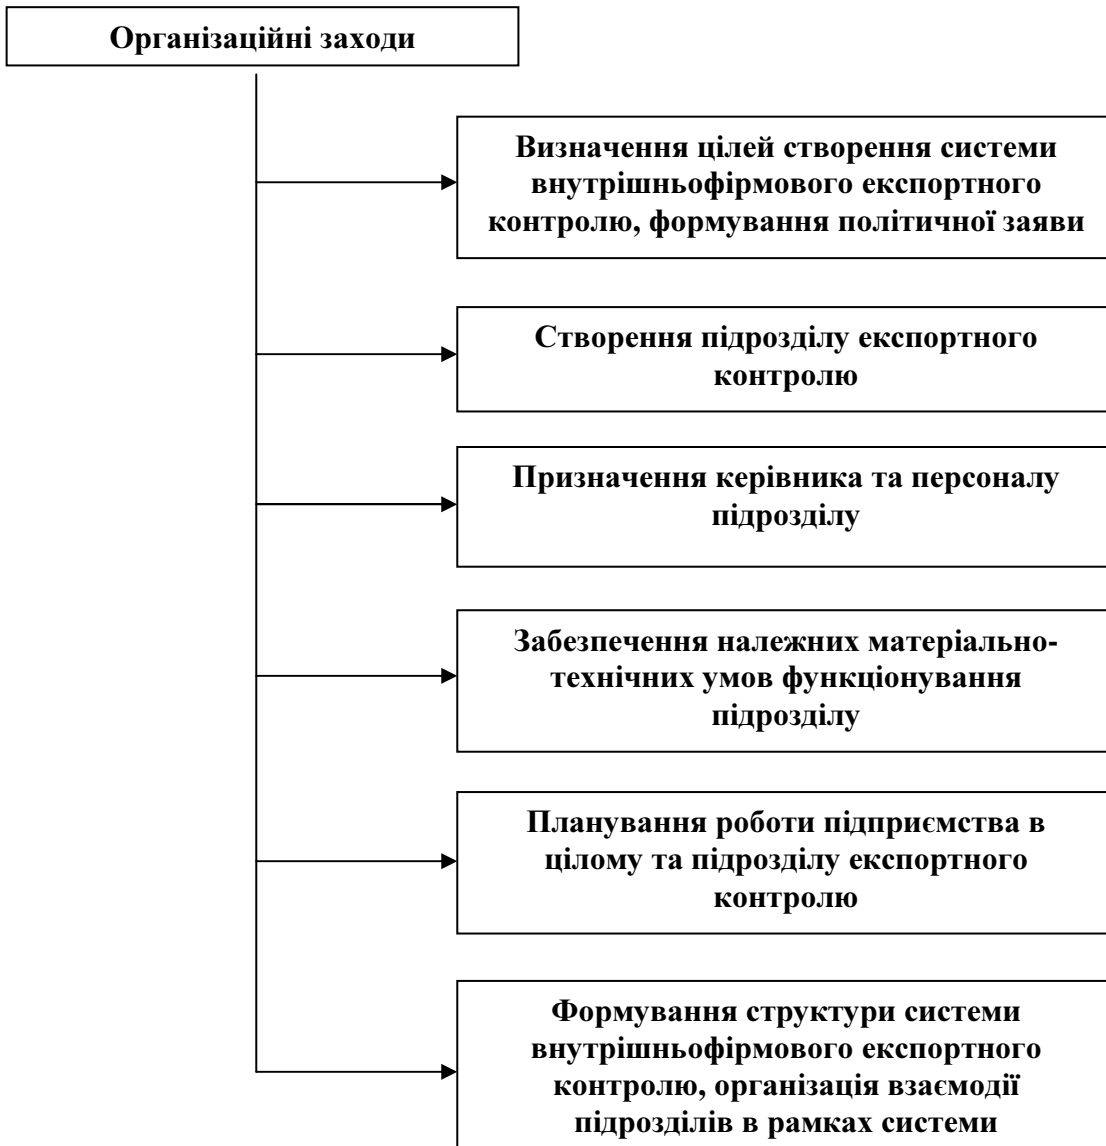 Організаційні заходи
Визначення цілей створення системи
внутрішньофірмового експортного
контролю, формування політичної заяви
Створення підрозділу експортного
контролю
Призначення керівника та персоналу
підрозділу
Забезпечення належних матеріально-
технічних умов функціонування
підрозділу
Планування роботи підприємства в
цілому та підрозділу експортного
контролю
Формування структури системи
внутрішньофірмового експортного
контролю, організація взаємодії
підрозділів в рамках системи